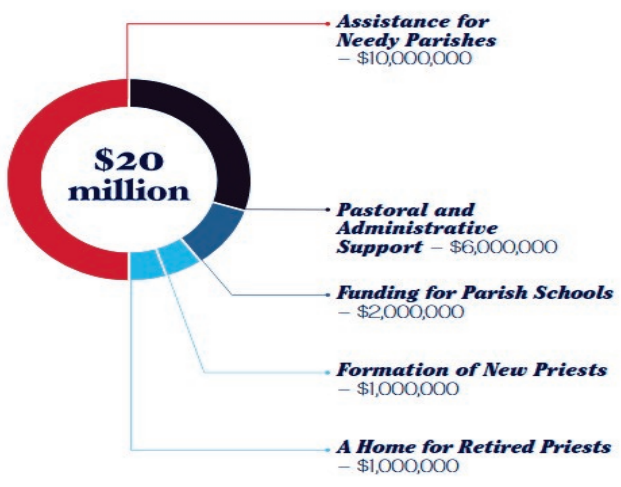 Assistance for
Needy Parishes
– $10,000,000
$20
million
Pastoral and
Administrative
Support – $6,000,000
Funding for Parish Schools
– $2,000,000
Formation of New Priests
– $1,000,000
A Home for Retired Priests
– $1,000,000